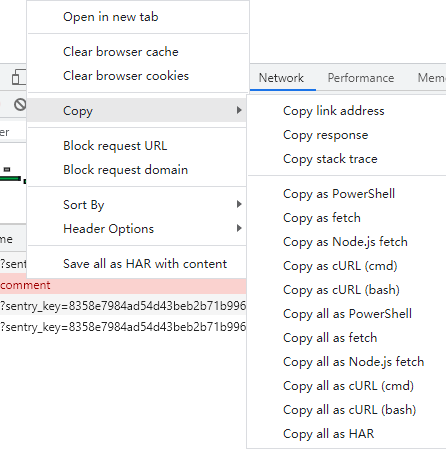 Open in new tab
Clear browser cache
Clear browser cookies
Copy
Block request URL
Block request domain
Sort By
Header Options
Save all as HAR with content
Network
Performance
Mem
Copy link address
Copy response
Copy stack trace
Copy as PowerShell
Copy as fetch
Copy as Node.js fetch
Copy as cURL (cmd)
Copy as cURL (bash)
Copy all as PowerShell
Copy all as fetch
Copy all as Node.js fetch
Copy all as cURL (cmd)
Copy all as cURL (bash)
Copy all as HAR
er
me
?sent
comment
?sentry_key=8358e7984ad54d43beb2b71b996
?sentry_key=8358e7984ad54d43beb2b71b996